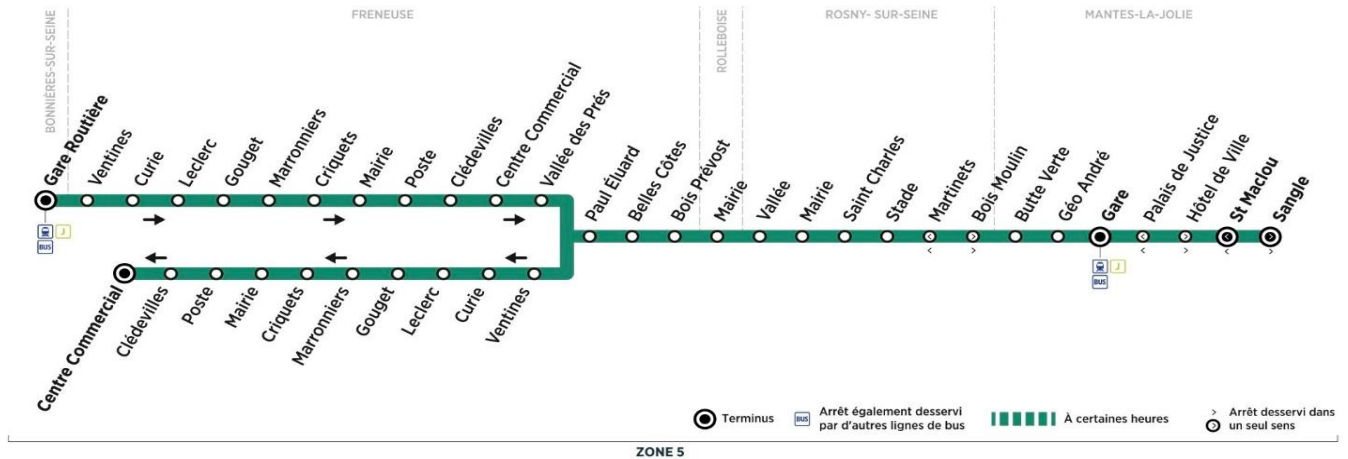 BONNIÈRES-SUR-SEINE
FRENEUSE
ROLLEBOISE
ROSNY- SUR-SEINE
MANTES-LA-JOLIE
Gare Routière
Ventines
Curie
Leclerc
Gouget
Marronniers
Criquets
Mairie
Poste
Clédevilles
Centre Commercial
Vallée des Prés
Paul Éluard
Belles Côtes
Bois Prévost
Mairie
Vallée
Mairie
Saint Charles
Stade
Martinets
Bois Moulin
Butte Verte
Géo André
Gare
Palais de Justice
Hôtel de Ville
St Maclou
Sangle
J
BUS
J
BUS
Centre Commercial
Clédevilles
Poste
Mairie
Criquets
Marronniers
Gouget
Leclerc
Curie
Ventines
Terminus
BUS
Arrêt également desservi
par d'autres lignes de bus
À certaines heures
Arrêt desservi dans
un seul sens
ZONE 5